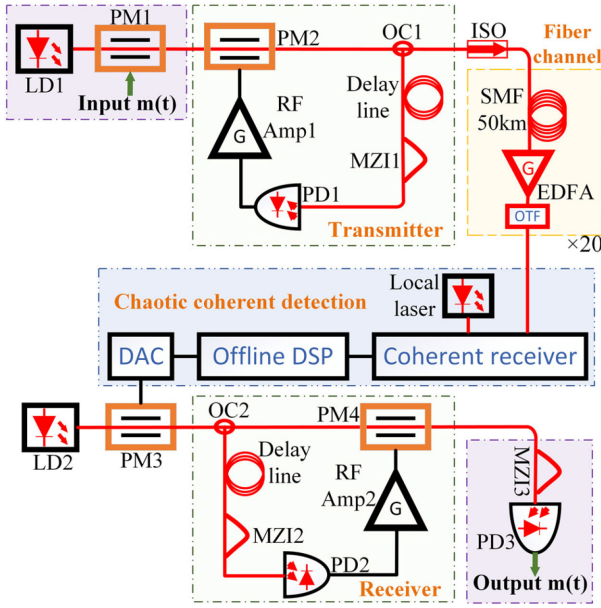 PM1
LD1
Input m(t)
PM2
OC1
ISO
Fiber
channel
RF
Amp1
G
Delay
line
MZI1
PD1
Transmitter
SMF
50km
G
EDFA
OTF
×20
Chaotic coherent detection
Local
laser
DAC
Offline DSP
Coherent receiver
LD2
PM3
OC2
PM4
Delay
line
RF
Amp2
G
MZI2
PD2
Receiver
MZI3
PD3
Output m(t)